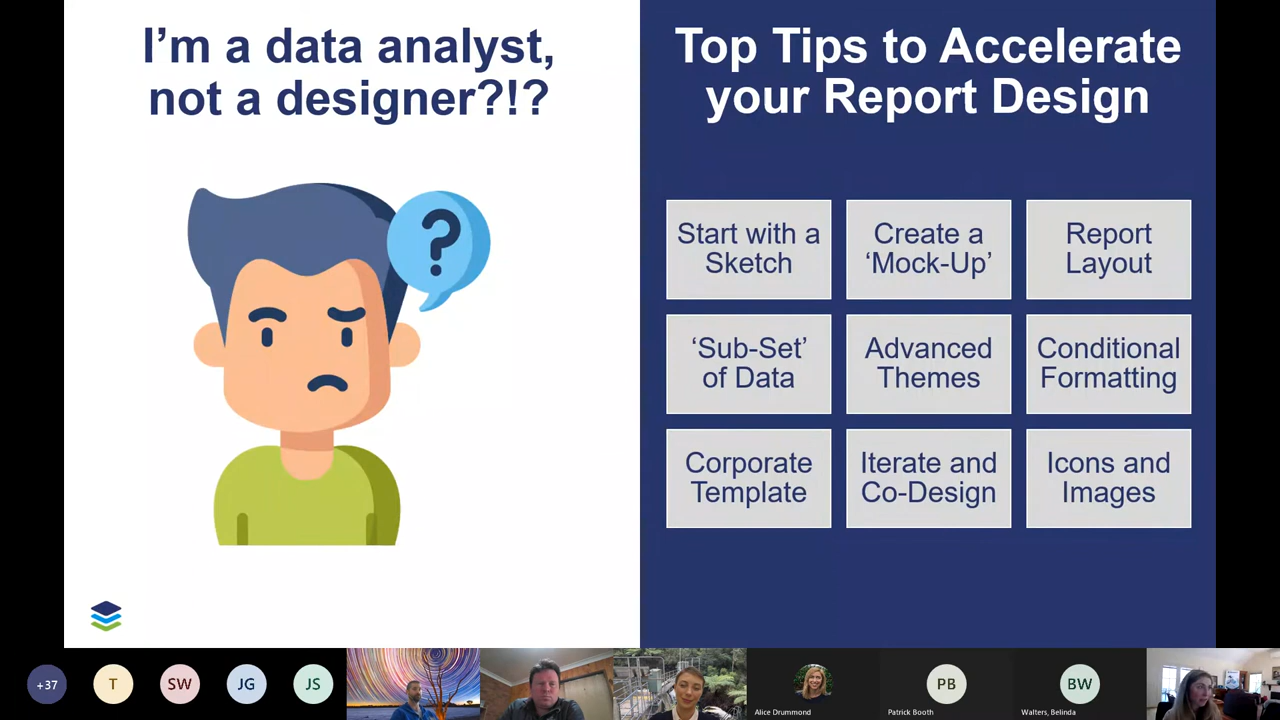 I'm a data analyst,
not a designer?!?
?
Top Tips to Accelerate
your Report Design
Start with a
Sketch
Create a
‘Mock-Up’
Report
Layout
‘Sub-Set’
of Data
Advanced
Themes
Conditional
Formatting
Corporate
Template
Iterate and
Co-Design
Icons and
Images
+37
T
SW
JG
JS
Alice Drummond
PB
Patrick Booth
BW
Walters, Belinda